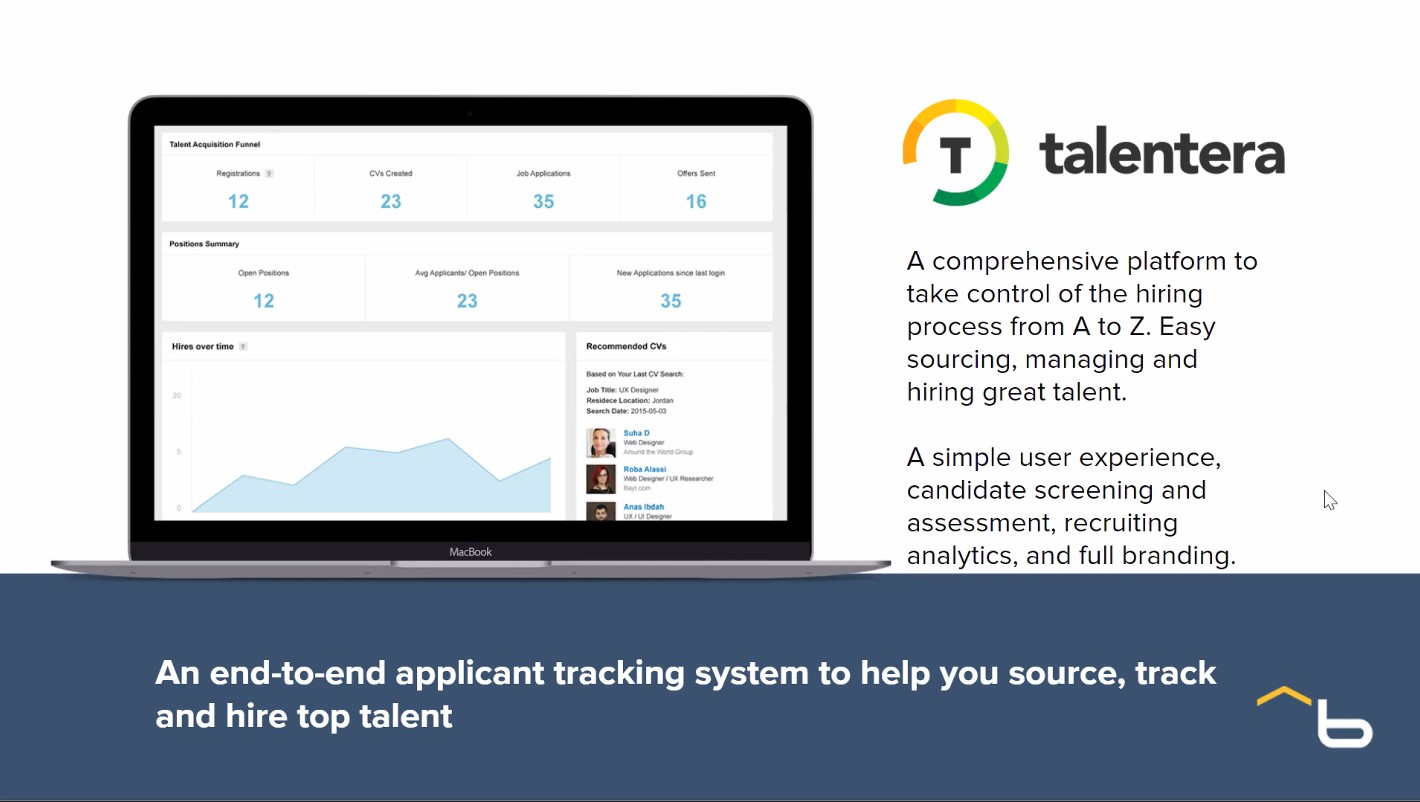 Talent Acquisition Funnel
Registrations ?
CVs Created
Job Applications
Offers Sent
12
23
35
16
Positions Summary
Open Positions
Avg Applicants/ Open Positions
New Applications since last login
12
23
35
Hires over time ?
20
5
0
Recommended CVs
Based on Your Last CV Search:
Job Title: UX Designer
Residece Location: Jordan
Search Date: 2015-05-03
Suha D
Web Designer
Around the World Group
Roba Alassi
Web Designer / UX Researcher
Bayt.com
Anas Ibdah
UX / UI Designer
MacBook
T
talentera
A comprehensive platform to
take control of the hiring
process from A to Z. Easy
sourcing, managing and
hiring great talent.
A simple user experience,
candidate screening and
assessment, recruiting
analytics, and full branding.
An end-to-end applicant tracking system to help you source, track
and hire top talent
b